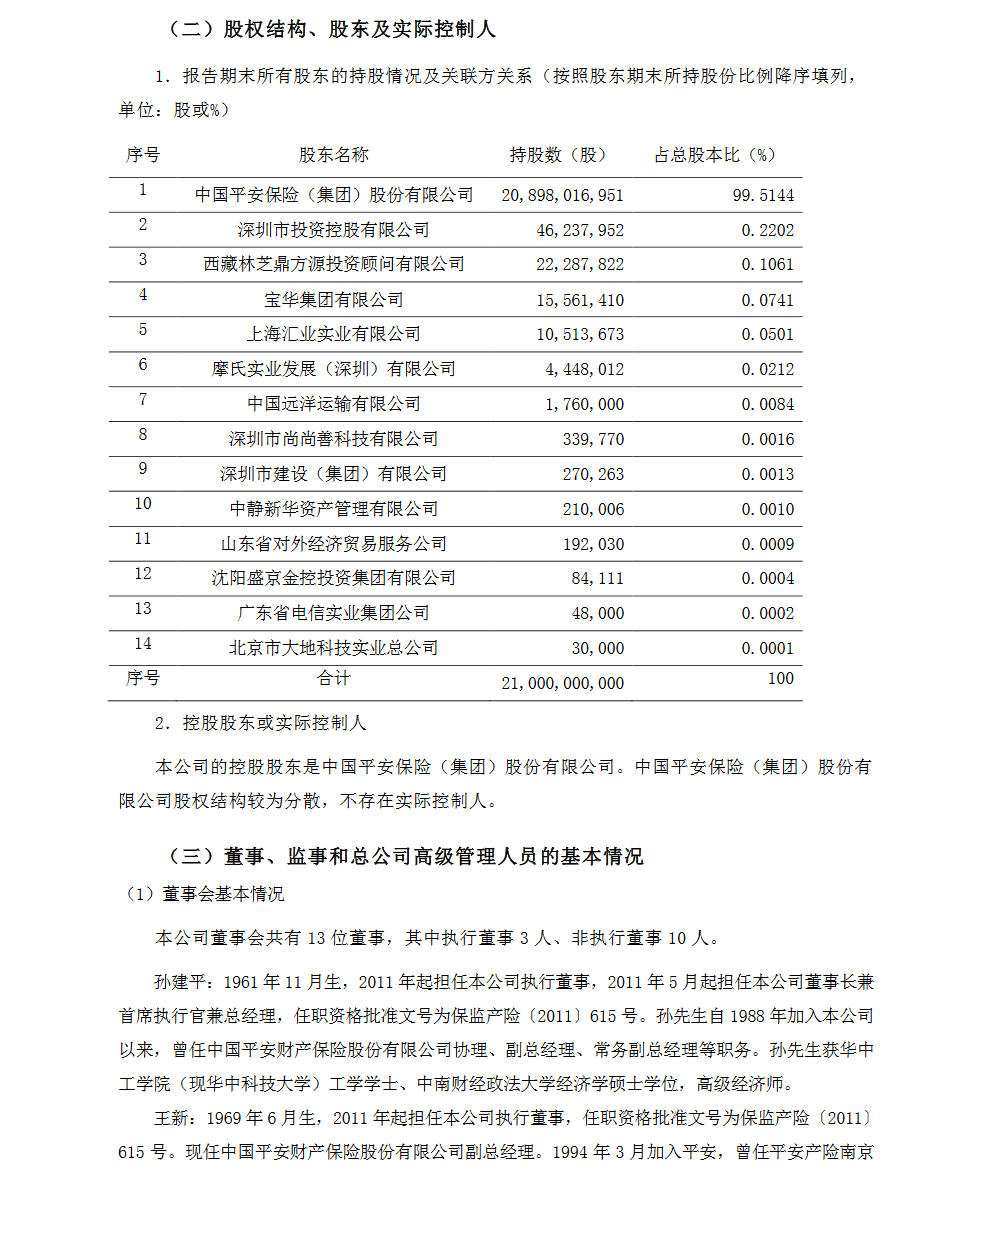 （二）股权结构、股东及实际控制人
1. 报告期末所有股东的持股情况及关联方关系（按照股东期末所持股份比例降序填列，
单位：股或%）
序号 股东名称 持股数（股） 占总股本比（%）
1 中国平安保险（集团）股份有限公司 20,898,016,951 99.5144
2 深圳市投资控股有限公司 46,237,952 0.2202
3 西藏林芝鼎方源投资顾问有限公司 22,287,822 0.1061
4 宝华集团有限公司 15,561,410 0.0741
5 上海汇业实业有限公司 10,513,673 0.0501
6 摩氏实业发展（深圳）有限公司 4,448,012 0.0212
7 中国远洋运输有限公司 1,760,000 0.0084
8 深圳市尚尚善科技有限公司 339,770 0.0016
9 深圳市建设（集团）有限公司 270,263 0.0013
10 中静新华资产管理有限公司 210,006 0.0010
11 山东省对外经济贸易服务公司 192,030 0.0009
12 沈阳盛京金控投资集团有限公司 84,111 0.0004
13 广东省电信实业集团公司 48,000 0.0002
14 北京市大地科技实业总公司 30,000 0.0001
序号 合计 21,000,000,000 100
2. 控股股东或实际控制人
本公司的控股股东是中国平安保险（集团）股份有限公司。中国平安保险（集团）股份有
限公司股权结构较为分散，不存在实际控制人。
（三）董事、监事和总公司高级管理人员的基本情况
（1）董事会基本情况
本公司董事会共有 13 位董事，其中执行董事 3 人、非执行董事 10 人。
孙建平：1961 年 11 月生，2011 年起担任本公司执行董事，2011 年 5 月起担任本公司董事长兼
首席执行官兼总经理，任职资格批准文号为保监产险〔2011〕615 号。孙先生自 1988 年加入本公司
以来，曾任中国平安财产保险股份有限公司协理、副总经理、常务副总经理等职务。孙先生获华中
工学院（现华中科技大学）工学学士、中南财经政法大学经济学硕士学位，高级经济师。
王新：1969 年 6 月生，2011 年起担任本公司执行董事，任职资格批准文号为保监产险〔2011〕
615 号。现任中国平安财产保险股份有限公司副总经理。1994 年 3 月加入平安，曾任平安产险南京